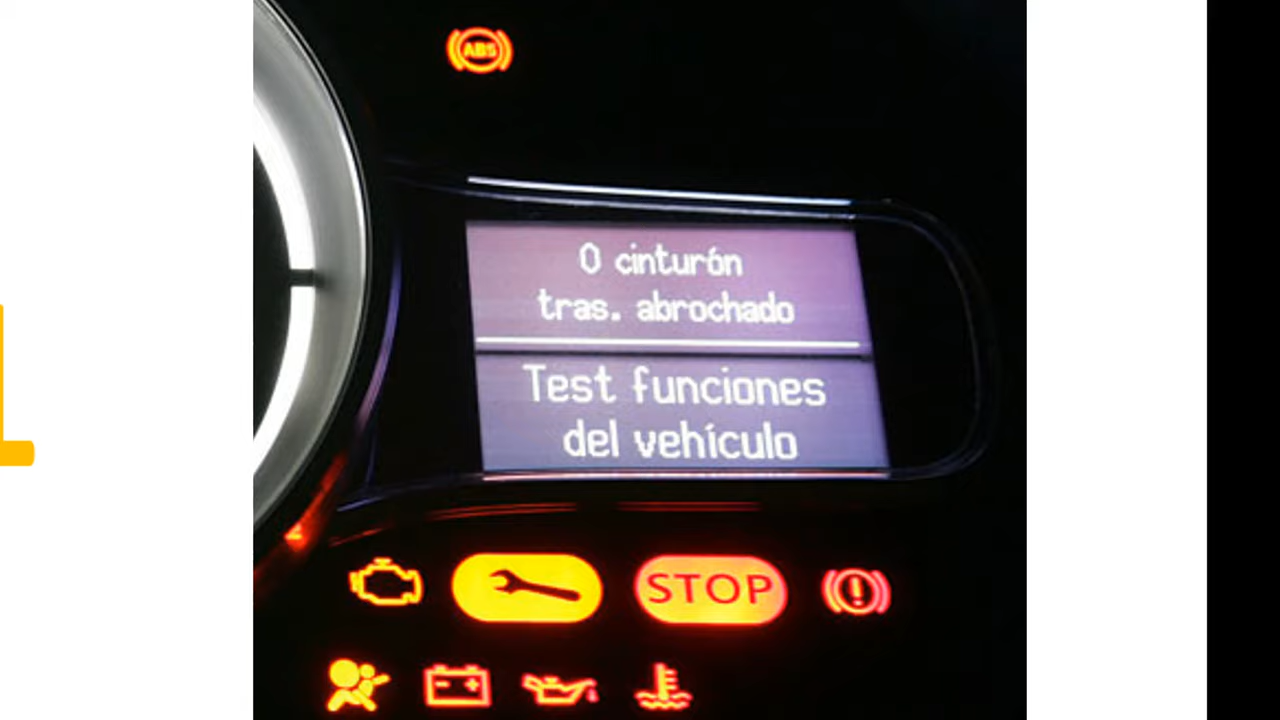 ABS
0 cinturón
tras. abrochado
Test funciones
del vehículo
STOP